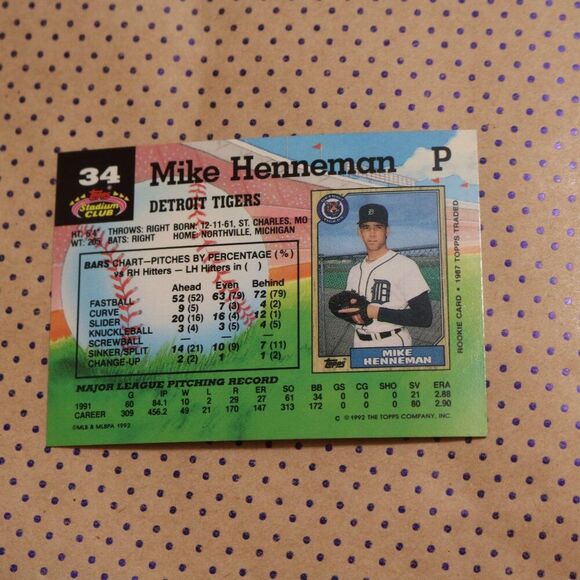 34
Topps
Stadium
CLUB
Mike Henneman P
DETROIT TIGERS
HT: 6'4" THROWS: RIGHT BORN: 12-11-61, ST. CHARLES, MO
WT: 205 BATS: RIGHT HOME: NORTHVILLE, MICHIGAN
BARS CHART—PITCHES BY PERCENTAGE (%)
vs RH Hitters — LH Hitters in ( )
Ahead Even Behind
FASTBALL 52 (52) 63 (79) 72 (79)
CURVE 9 (5) 7 (3) 4 (2)
SLIDER 20 (16) 16 (4) 12 (1)
KNUCKLEBALL 3 (4) 3 (5) 4 (5)
SCREWBALL — — —
SINKER/SPLIT 14 (21) 10 (9) 7 (11)
CHANGE-UP 2 (2) 1 1 (2)
MAJOR LEAGUE PITCHING RECORD
G IP W L R ER SO BB GS CG SHO SV ERA
1991 60 84.1 10 2 29 27 61 34 0 0 0 21 2.88
CAREER 309 456.2 49 21 170 147 313 172 0 0 0 80 2.90
©MLB & MLBPA 1992
C ©1992 THE TOPPS COMPANY, INC.
D
Topps
MIKE
HENNEMAN
ROOKIE CARD • 1987 TOPPS TRADED